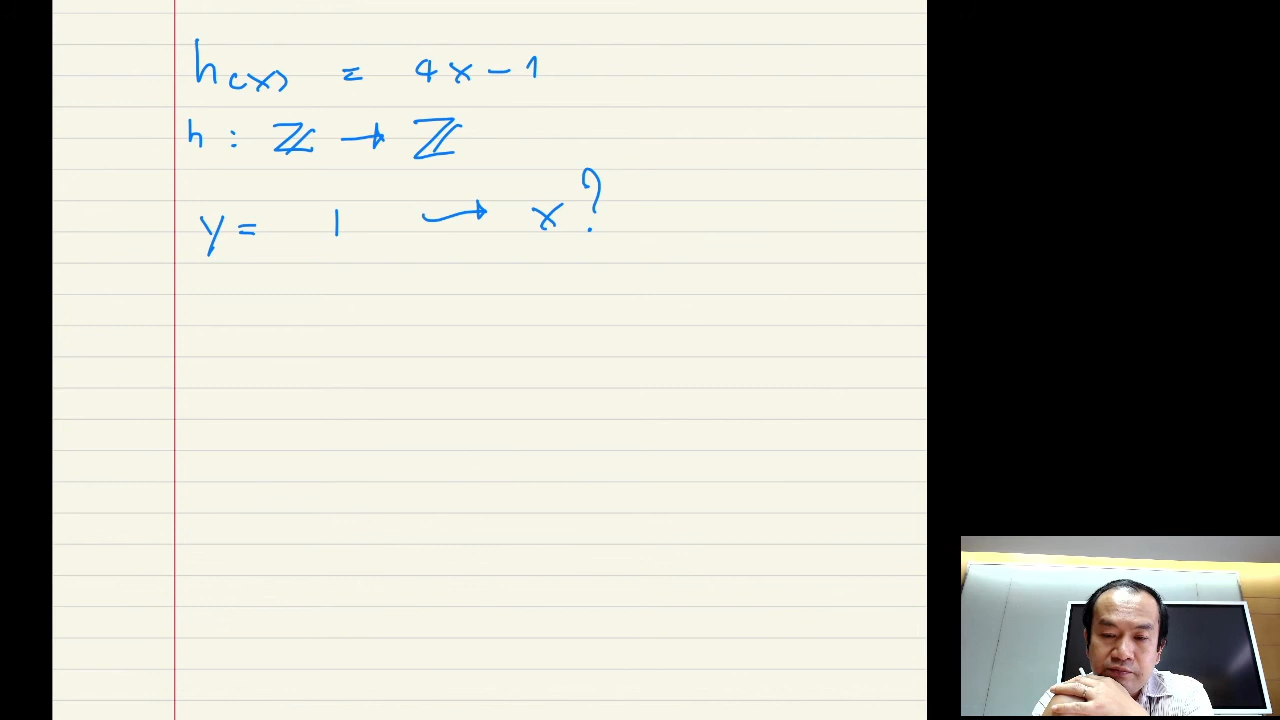 h(x) = 4x - 1
h : ℤ → ℤ
y = 1 → x?